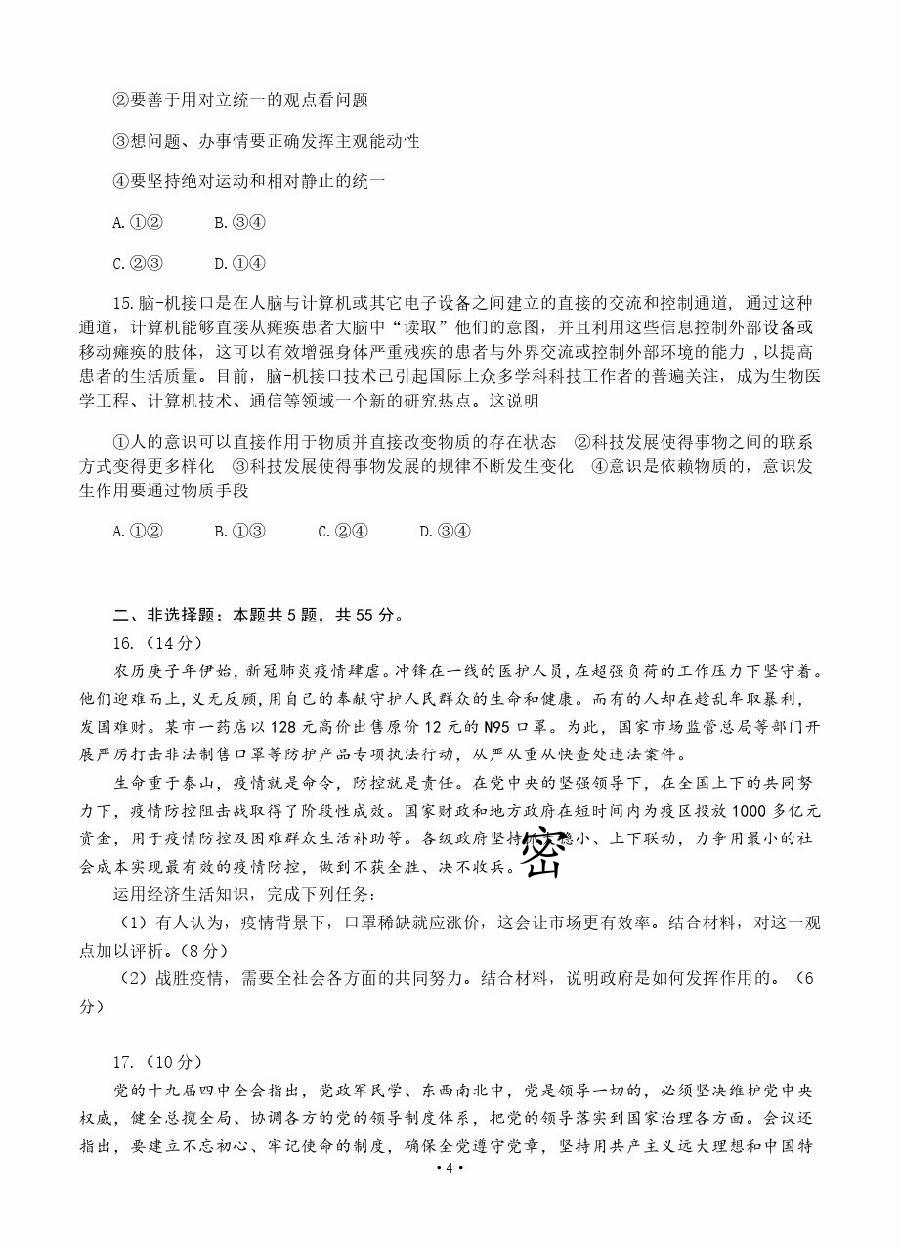 ②要善于用对立统一的观点看问题
③想问题、办事情要正确发挥主观能动性
④要坚持绝对运动和相对静止的统一
A.①② B.③④
C.②③ D.①④
15.脑-机接口是在人脑与计算机或其它电子设备之间建立的直接的交流和控制通道，通过这种
通道，计算机能够直接从瘫痪患者大脑中“读取”他们的意图，并且利用这些信息控制外部设备或
移动瘫痪的肢体，这可以有效增强身体严重残疾的患者与外界交流或控制外部环境的能力，以提高
患者的生活质量。目前，脑-机接口技术已引起国际上众多学科科技工作者的普遍关注，成为生物医
学工程、计算机技术、通信等领域一个新的研究热点。这说明
①人的意识可以直接作用于物质并直接改变物质的存在状态 ②科技发展使得事物之间的联系
方式变得更多样化 ③科技发展使得事物发展的规律不断发生变化 ④意识是依赖物质的，意识发
生作用要通过物质手段
A.①② B.①③ C.②④ D.③④
二、非选择题：本题共5题，共55分。
16.（14分）
农历庚子年伊始，新冠肺炎疫情肆虐。冲锋在一线的医护人员，在超强负荷的工作压力下坚守着。
他们迎难而上，义无反顾，用自己的奉献守护人民群众的生命和健康。而有的人却在趁乱牟取暴利，
发国难财。某市一药店以128元高价出售原价12元的N95口罩。为此，国家市场监管总局等部门开
展严厉打击非法制售口罩等防护产品专项执法行动，从严从重从快查处违法案件。
生命重于泰山，疫情就是命令，防控就是责任。在党中央的坚强领导下，在全国上下的共同努
力下，疫情防控阻击战取得了阶段性成效。国家财政和地方政府在短时间内为疫区投放1000多亿元
资金，用于疫情防控及困难群众生活补助等。各级政府坚持 稳小、上下联动，力争用最小的社
会成本实现最有效的疫情防控，做到不获全胜、决不收兵。
密
运用经济生活知识，完成下列任务：
（1）有人认为，疫情背景下，口罩稀缺就应涨价，这会让市场更有效率。结合材料，对这一观
点加以评析。（8分）
（2）战胜疫情，需要全社会各方面的共同努力。结合材料，说明政府是如何发挥作用的。（6
分）
17.（10分）
党的十九届四中全会指出，党政军民学、东西南北中，党是领导一切的，必须坚决维护党中央
权威，健全总揽全局、协调各方的党的领导制度体系，把党的领导落实到国家治理各方面。会议还
指出，要建立不忘初心、牢记使命的制度，确保全党遵守党章，坚持用共产主义远大理想和中国特
·4·